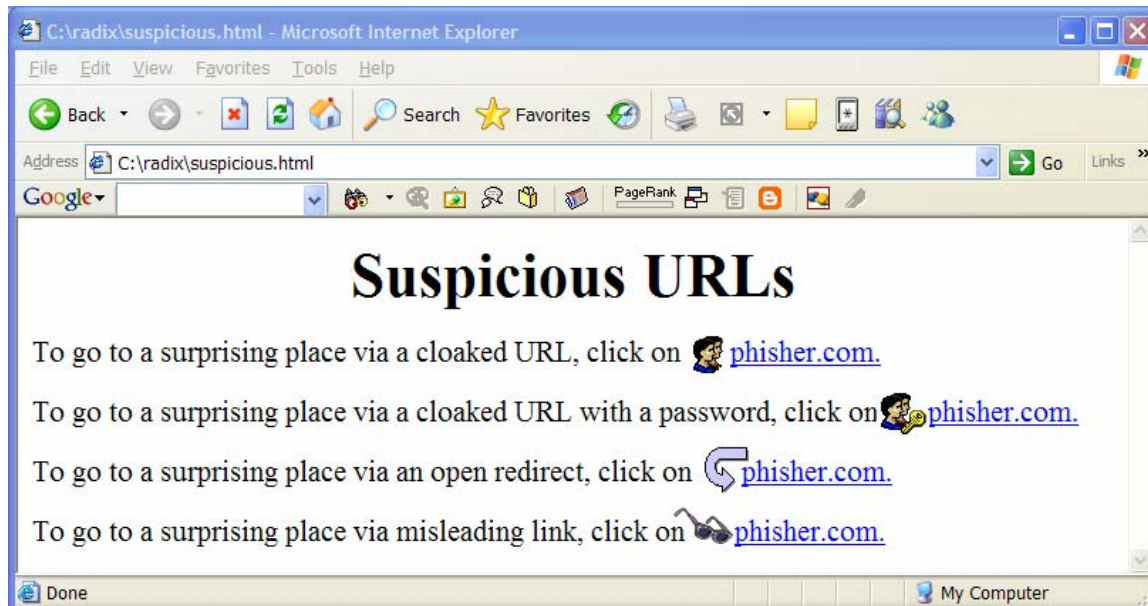 C:\radix\suspicious.html - Microsoft Internet Explorer
File Edit View Favorites Tools Help
Back Search Favorites
Address C:\radix\suspicious.html Go Links »
Google PageRank
Suspicious URLs
To go to a surprising place via a cloaked URL, click on phisher.com.
To go to a surprising place via a cloaked URL with a password, click on phisher.com.
To go to a surprising place via an open redirect, click on phisher.com.
To go to a surprising place via misleading link, click on phisher.com.
Done My Computer